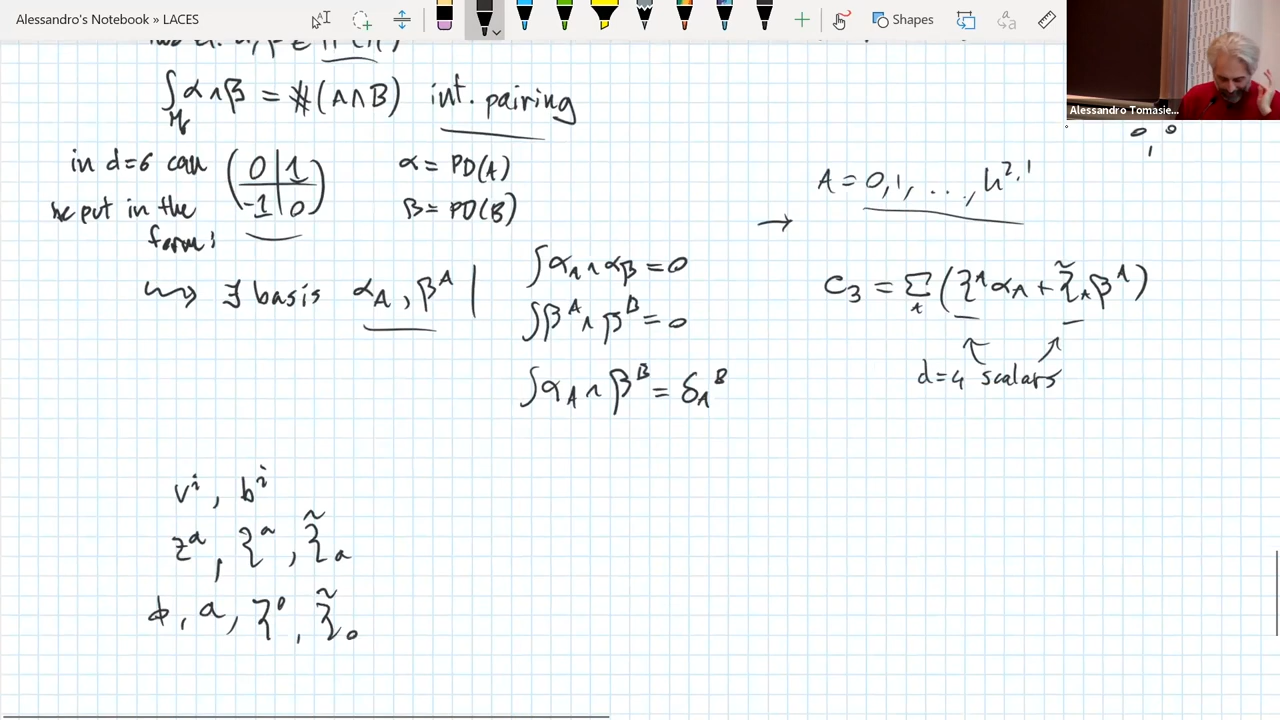 Alessandro's Notebook » LACES
Shapes
Alessandro Tomasie...
∫_{M_6} α∧β = #(A∩B) int. pairing
in d=6 can be put in the form:
(0 | 1
-1 | 0)
α = PD(A)
β = PD(B)
⇝ ∃ basis α_A, β^A |
∫α_A∧α_B = 0
∫β^A∧β^B = 0
∫α_A∧β^B = δ_A^B
→ A = 0,1,…,h^{2,1}
C_3 = Σ_A (ξ^A α_A + ξ̃_A β^A)
d=4 scalars
v^i, b^i
z^a, ξ^a, ξ̃_a
ϕ, a, ξ^0, ξ̃_0